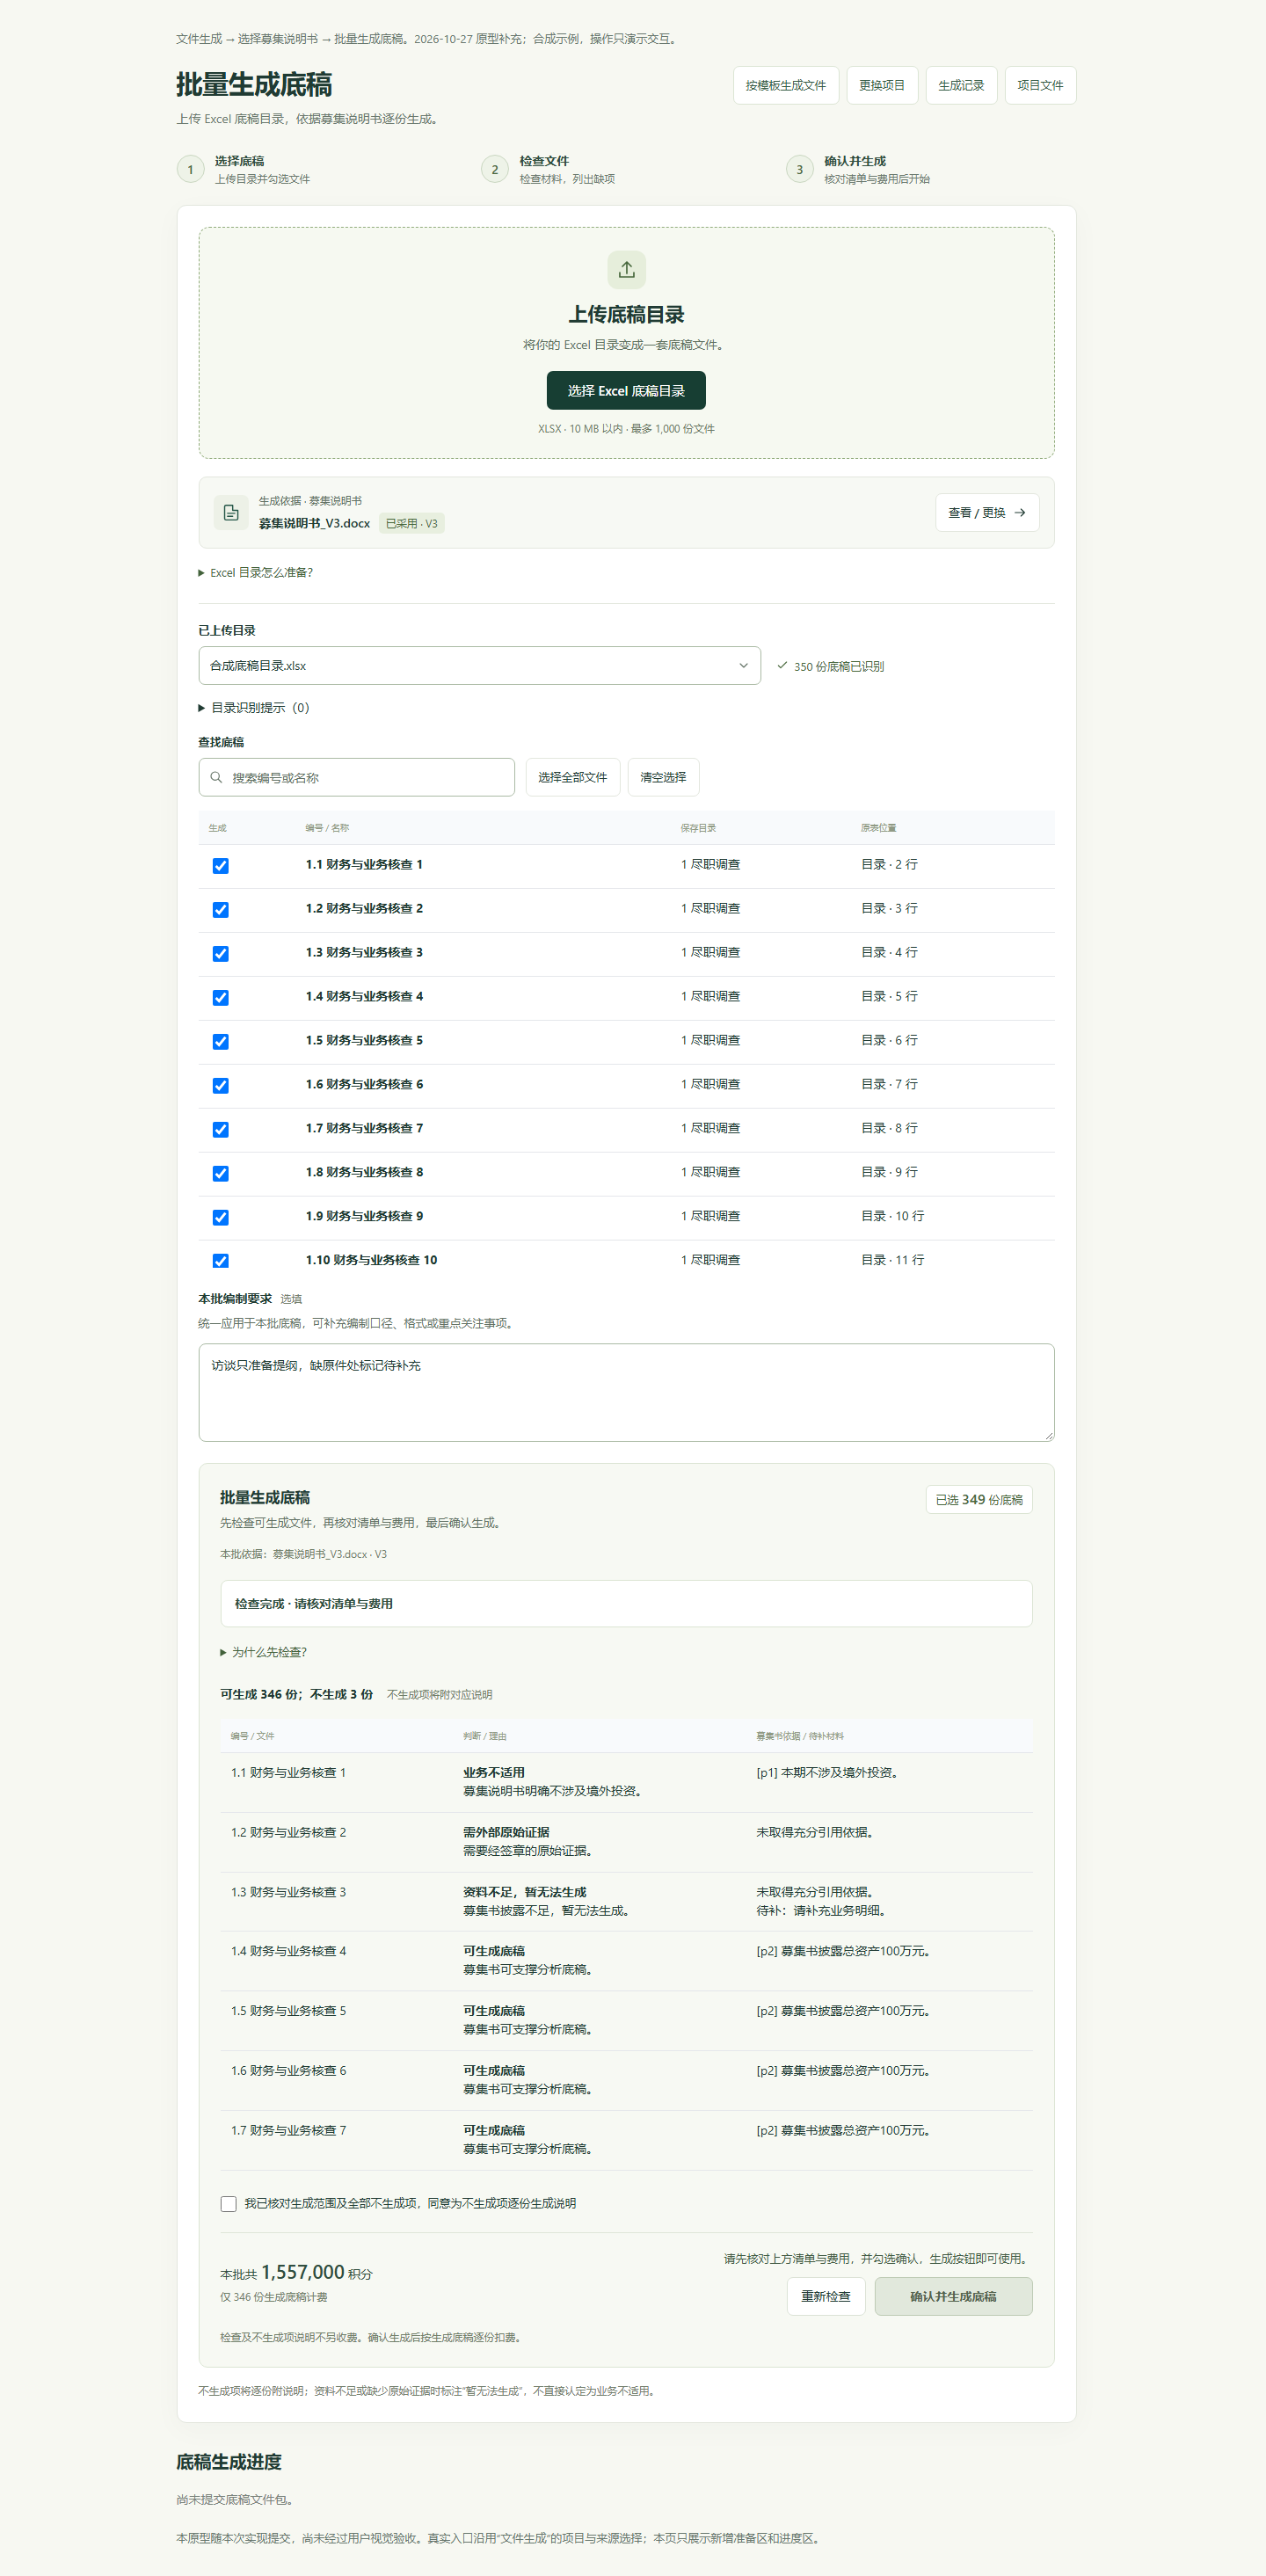 文件生成 → 选择募集说明书 → 批量生成底稿。2026-10-27 原型补充；合成示例，操作只演示交互。
批量生成底稿
按模板生成文件
更换项目
生成记录
项目文件
上传 Excel 底稿目录，依据募集说明书逐份生成。
1
选择底稿
上传目录并勾选文件
2
检查文件
检查材料，列出缺项
3
确认并生成
核对清单与费用后开始
上传底稿目录
将你的 Excel 目录变成一套底稿文件。
选择 Excel 底稿目录
XLSX · 10 MB 以内 · 最多 1,000 份文件
生成依据 · 募集说明书
募集说明书_V3.docx 已采用 · V3
查看 / 更换 →
Excel 目录怎么准备？
已上传目录
合成底稿目录.xlsx
350 份底稿已识别
目录识别提示（0）
查找底稿
搜索编号或名称
选择全部文件
清空选择
生成 编号 / 名称 保存目录 原表位置
1.1 财务与业务核查 1 1 尽职调查 目录 · 2 行
1.2 财务与业务核查 2 1 尽职调查 目录 · 3 行
1.3 财务与业务核查 3 1 尽职调查 目录 · 4 行
1.4 财务与业务核查 4 1 尽职调查 目录 · 5 行
1.5 财务与业务核查 5 1 尽职调查 目录 · 6 行
1.6 财务与业务核查 6 1 尽职调查 目录 · 7 行
1.7 财务与业务核查 7 1 尽职调查 目录 · 8 行
1.8 财务与业务核查 8 1 尽职调查 目录 · 9 行
1.9 财务与业务核查 9 1 尽职调查 目录 · 10 行
1.10 财务与业务核查 10 1 尽职调查 目录 · 11 行
本批编制要求 选填
统一应用于本批底稿，可补充编制口径、格式或重点关注事项。
访谈只准备提纲，缺原件处标记待补充
批量生成底稿
已选 349 份底稿
先检查可生成文件，再核对清单与费用，最后确认生成。
本批依据：募集说明书_V3.docx · V3
检查完成 · 请核对清单与费用
为什么先检查？
可生成 346 份；不生成 3 份 不生成项将附对应说明
编号 / 文件 判断 / 理由 募集书依据 / 待补材料
1.1 财务与业务核查 1 业务不适用 [p1] 本期不涉及境外投资。
募集说明书明确不涉及境外投资。
1.2 财务与业务核查 2 需外部原始证据 未取得充分引用依据。
需要经签章的原始证据。
1.3 财务与业务核查 3 资料不足，暂无法生成 未取得充分引用依据。
募集书披露不足，暂无法生成。 待补：请补充业务明细。
1.4 财务与业务核查 4 可生成底稿 [p2] 募集书披露总资产100万元。
募集书可支撑分析底稿。
1.5 财务与业务核查 5 可生成底稿 [p2] 募集书披露总资产100万元。
募集书可支撑分析底稿。
1.6 财务与业务核查 6 可生成底稿 [p2] 募集书披露总资产100万元。
募集书可支撑分析底稿。
1.7 财务与业务核查 7 可生成底稿 [p2] 募集书披露总资产100万元。
募集书可支撑分析底稿。
我已核对生成范围及全部不生成项，同意为不生成项逐份生成说明
本批共 1,557,000 积分
仅 346 份生成底稿计费
请先核对上方清单与费用，并勾选确认，生成按钮即可使用。
重新检查
确认并生成底稿
检查及不生成项说明不另收费。确认生成后按生成底稿逐份扣费。
不生成项将逐份附说明；资料不足或缺少原始证据时标注“暂无法生成”，不直接认定为业务不适用。
底稿生成进度
尚未提交底稿文件包。
本原型随本次实现提交，尚未经过用户视觉验收。真实入口沿用“文件生成”的项目与来源选择；本页只展示新增准备区和进度区。